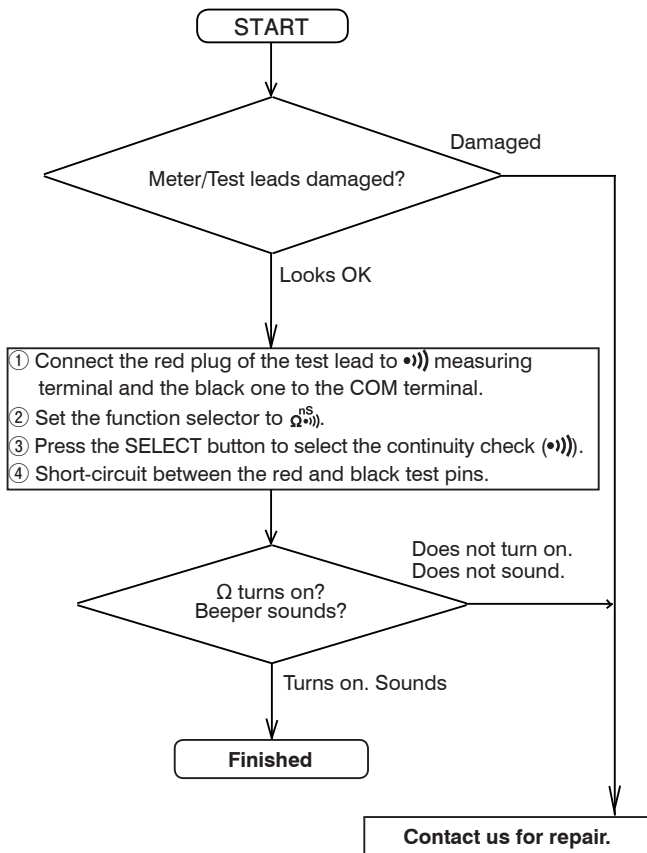 START
Damaged
Meter/Test leads damaged?
Looks OK
① Connect the red plug of the test lead to •))) measuring
terminal and the black one to the COM terminal.
② Set the function selector to Ω nS •))).
③ Press the SELECT button to select the continuity check (•))).
④ Short-circuit between the red and black test pins.
Does not turn on.
Does not sound.
Ω turns on?
Beeper sounds?
Turns on. Sounds
Finished
Contact us for repair.